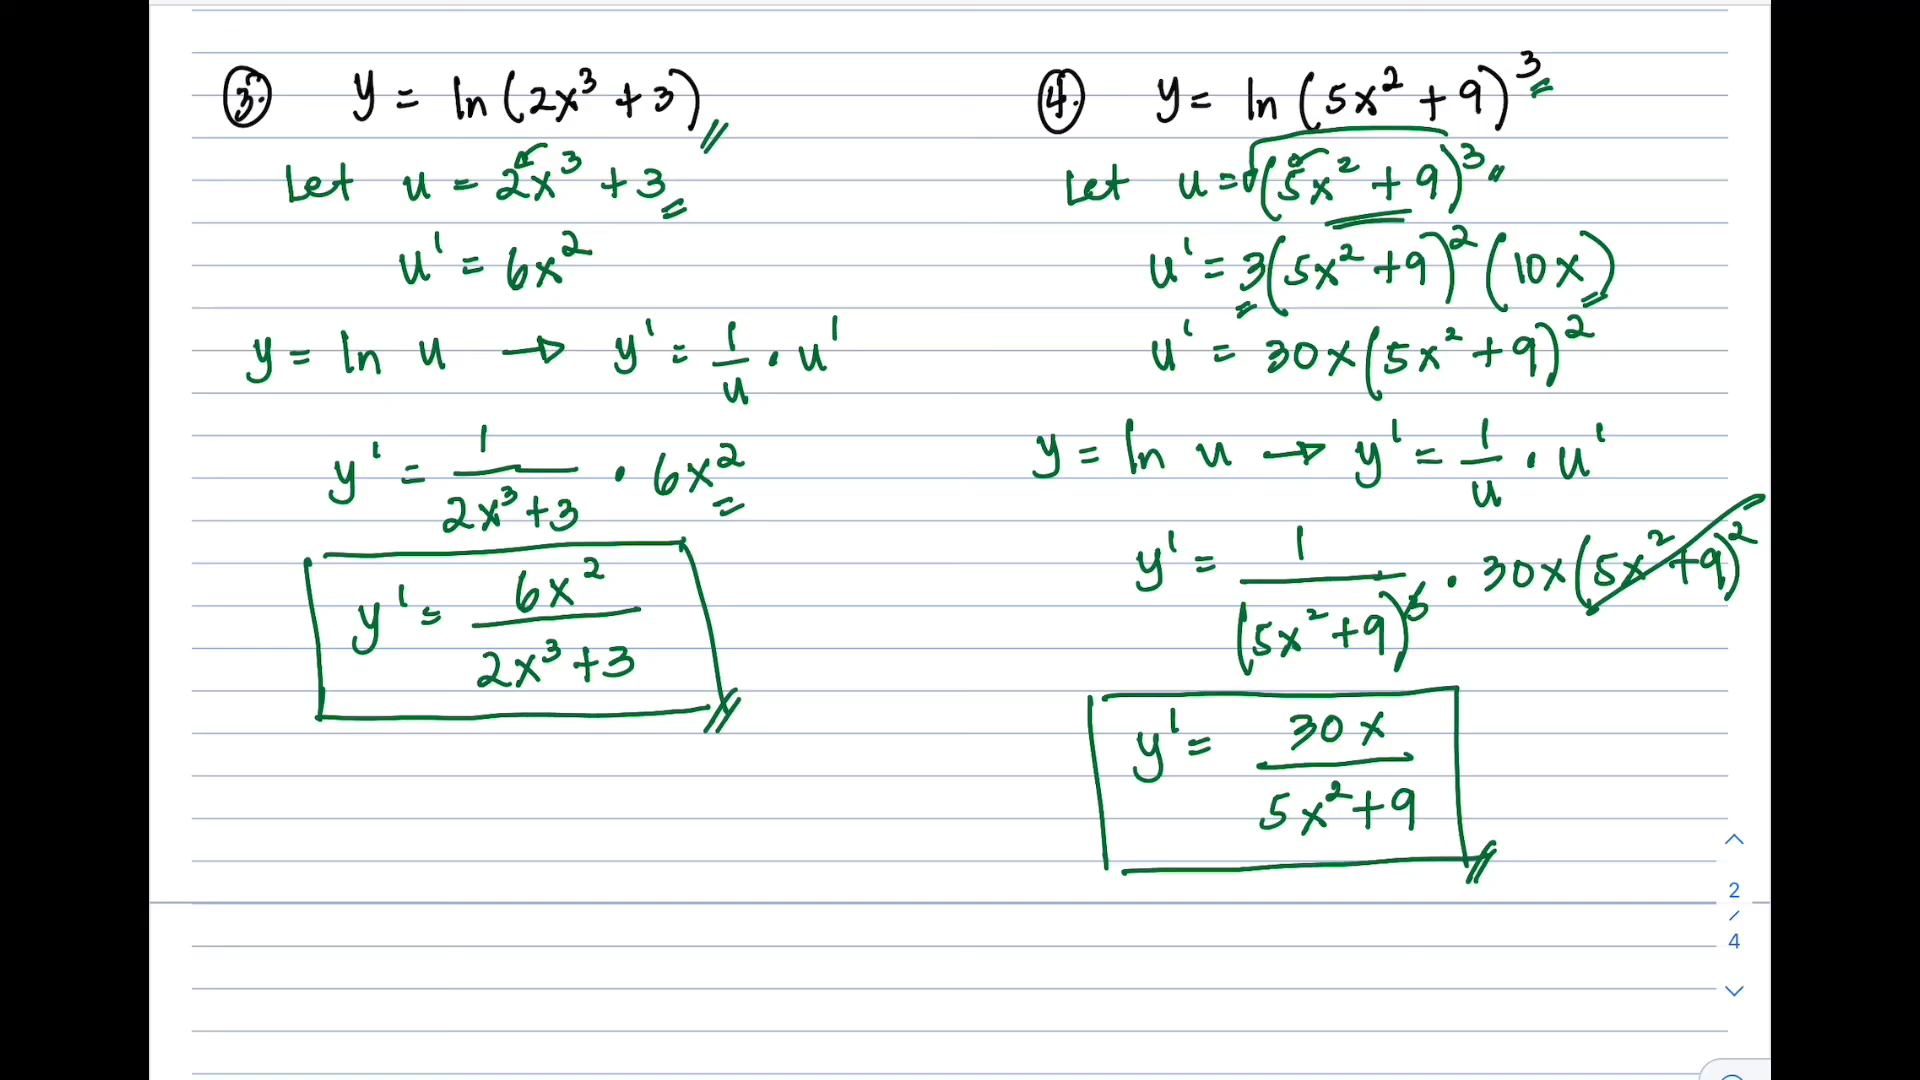 ③ y = ln(2x³ + 3)
Let u = 2x³ + 3
u' = 6x²
y = ln u → y' = 1/u · u'
y' = 1/(2x³+3) · 6x²
y' = 6x²/(2x³+3)
④ y = ln (5x² + 9)³
Let u = (5x² + 9)³
u' = 3(5x² + 9)² (10x)
u' = 30x(5x² + 9)²
y = ln u → y' = 1/u · u'
y' = 1/(5x²+9)³ · 30x(5x²+9)²
y' = 30x/(5x²+9)
2
/
4